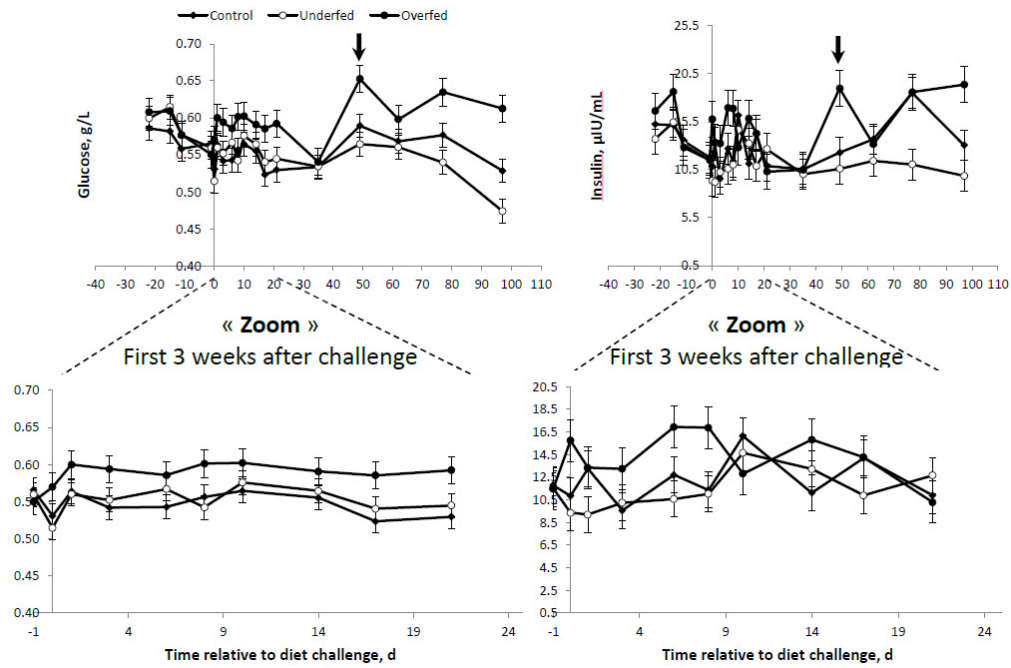 Control Underfed Overfed
Glucose, g/L
0.70
0.65
0.60
0.55
0.50
0.45
0.40
-40 -30 -20 -10 0 10 20 30 40 50 60 70 80 90 100 110
Insulin, µIU/mL
25.5
20.5
15.5
10.5
5.5
0.5
-40 -30 -20 -10 0 10 20 30 40 50 60 70 80 90 100 110
« Zoom »
First 3 weeks after challenge
« Zoom »
First 3 weeks after challenge
0.70
0.60
0.50
0.45
0.40
-1 4 9 14 19 24
Time relative to diet challenge, d
20.5
18.5
16.5
14.5
12.5
10.5
8.5
6.5
4.5
2.5
0.5
-1 4 9 14 19 24
Time relative to diet challenge, d